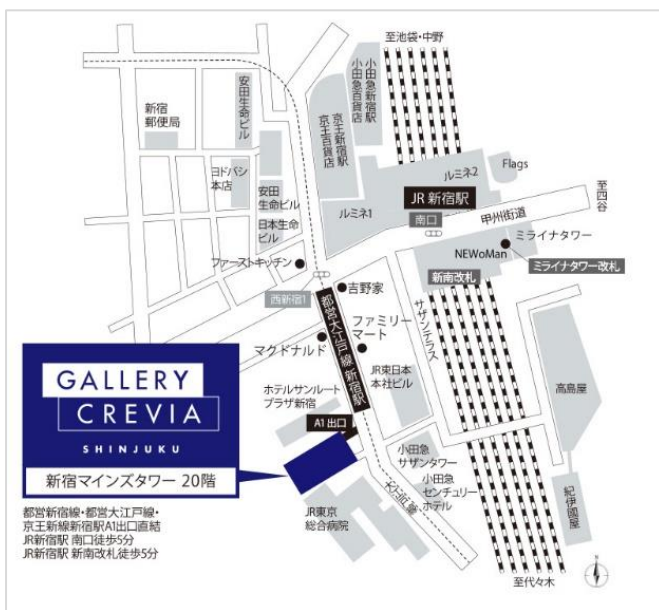 至池袋・中野
小田急新宿駅
小田急百貨店
京王新宿駅
京王百貨店
安田生命ビル
新宿
郵便局
ヨドバシ
本店
安田
生命ビル
日本生命
ビル
ルミネ2
Flags
ルミネ1
JR 新宿駅
南口
甲州街道
至四谷
ミライナタワー
NEWoMan
ミライナタワー改札
新南改札
ファーストキッチン
西新宿1
吉野家
サザンテラス
都営大江戸線 新宿駅
ファミリー
マート
マクドナルド
JR東日本
本社ビル
高島屋
GALLERY
CREVIA
SHINJUKU
新宿マインズタワー 20階
ホテルサンルート
プラザ新宿
A1 出口
小田急
サザンタワー
小田急
センチュリー
ホテル
JR東京
総合病院
紀伊國屋
都営新宿線・都営大江戸線・
京王新線新宿駅A1出口直結
JR新宿駅 南口徒歩5分
JR新宿駅 新南改札徒歩5分
至代々木